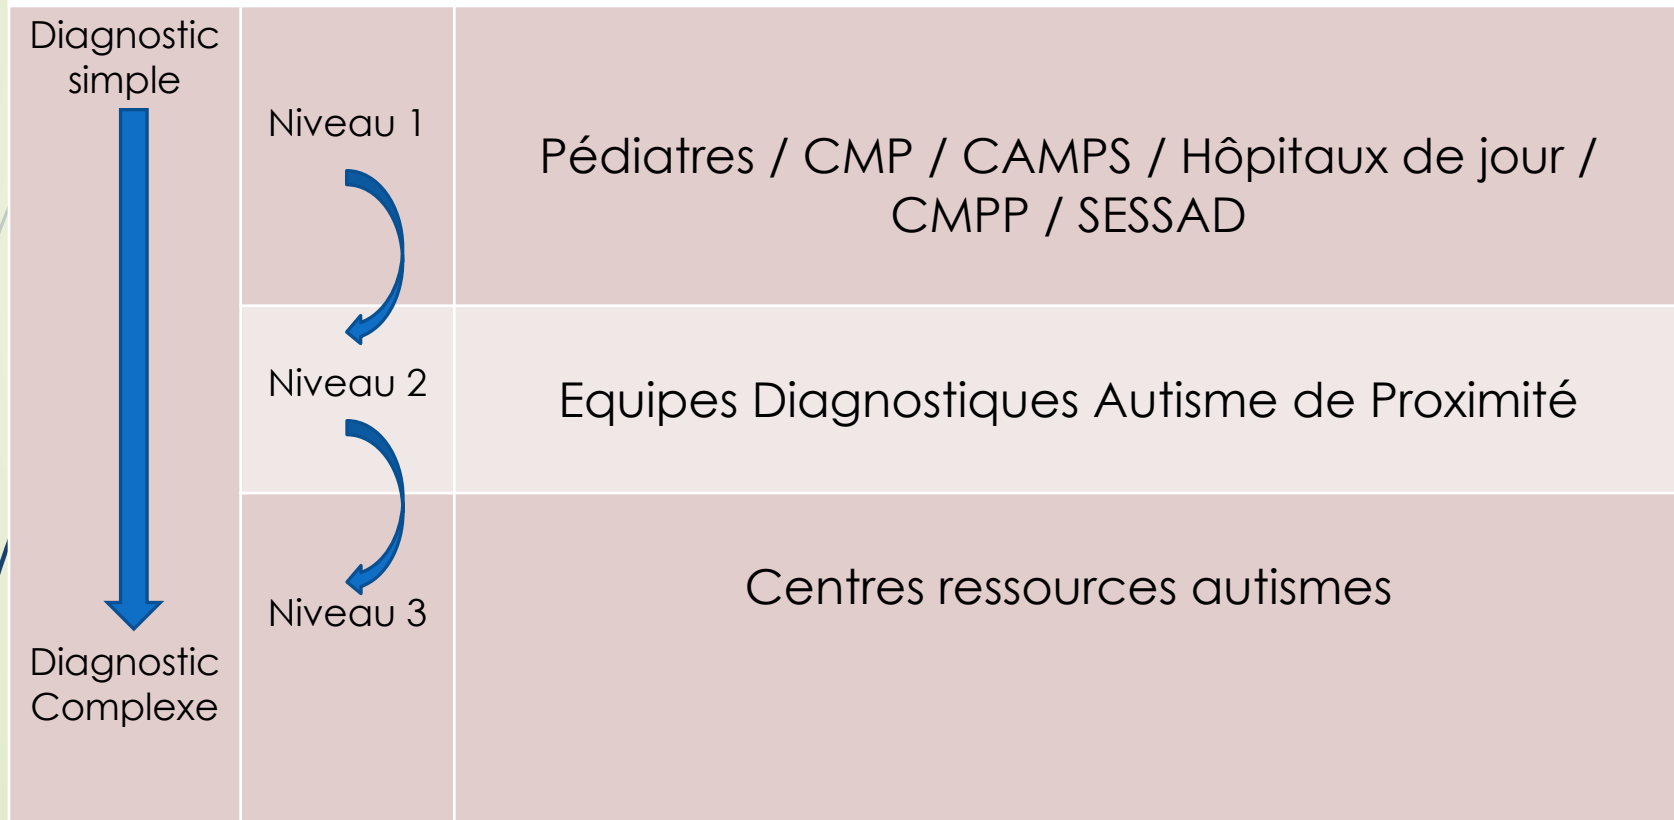 Diagnostic
simple
Niveau 1
Pédiatres / CMP / CAMPS / Hôpitaux de jour /
CMPP / SESSAD
Niveau 2
Equipes Diagnostiques Autisme de Proximité
Niveau 3
Centres ressources autismes
Diagnostic
Complexe